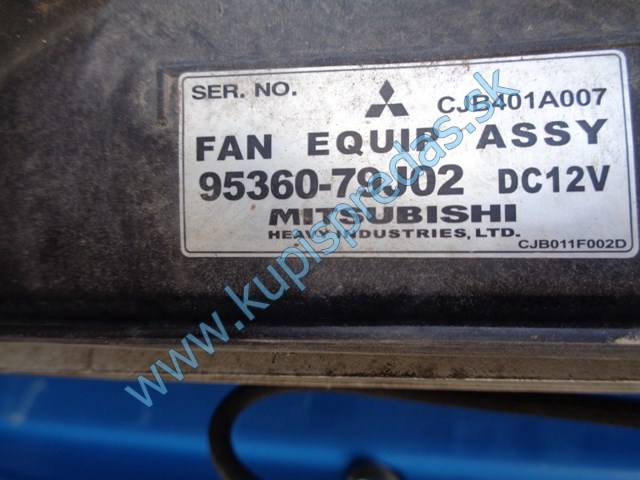 SER. NO.
CJB401A007
FAN EQUIP ASSY
95360-79J02 DC12V
MITSUBISHI
HEAVY INDUSTRIES, LTD.
CJB011F002D
www.kupispredas.sk